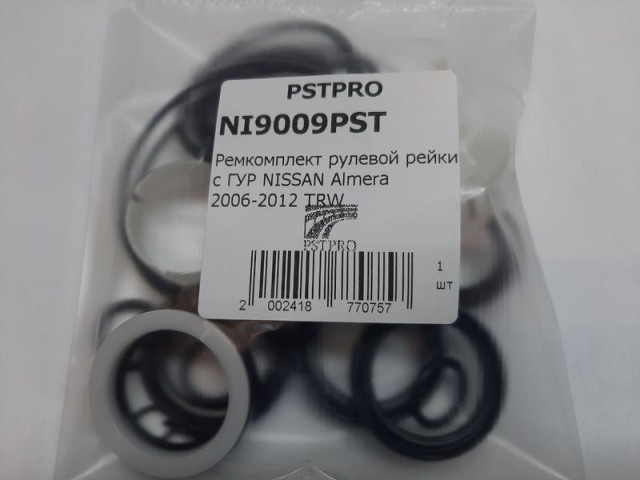 PSTPRO
NI9009PST
Ремкомплект рулевой рейки
с ГУР NISSAN Almera
2006-2012 TRW
PSTPRO
1
шт
2 002418 770757